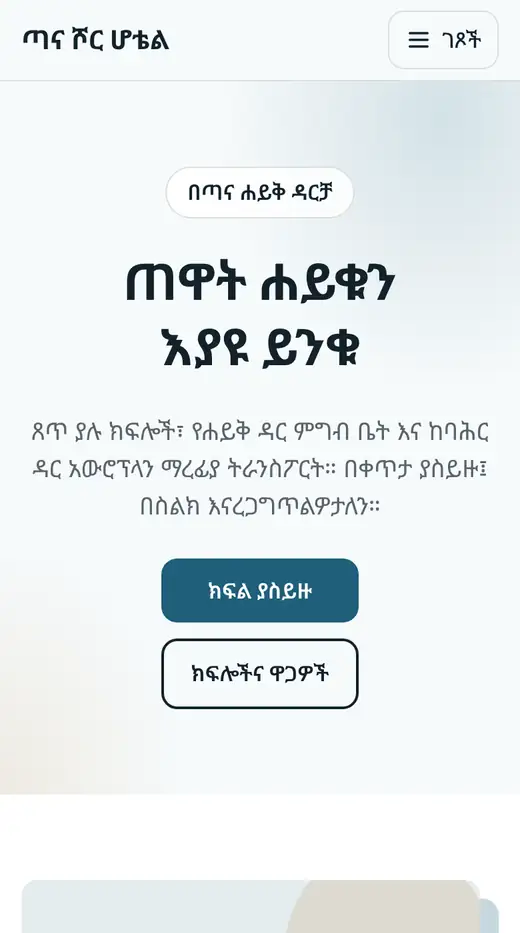 ጣና ሾር ሆቴል
ገጾች
በጣና ሐይቅ ዳርቻ
ጠዋት ሐይቁን
እያዩ ይንቁ
ጸጥ ያሉ ክፍሎች፣ የሐይቅ ዳር ምግብ ቤት እና ከባሕር
ዳር አውሮፕላን ማረፊያ ትራንስፖርት። በቀጥታ ያስይዙ፤
በስልክ እናረጋግጥልዎታለን።
ክፍል ያስይዙ
ክፍሎችና ዋጋዎች